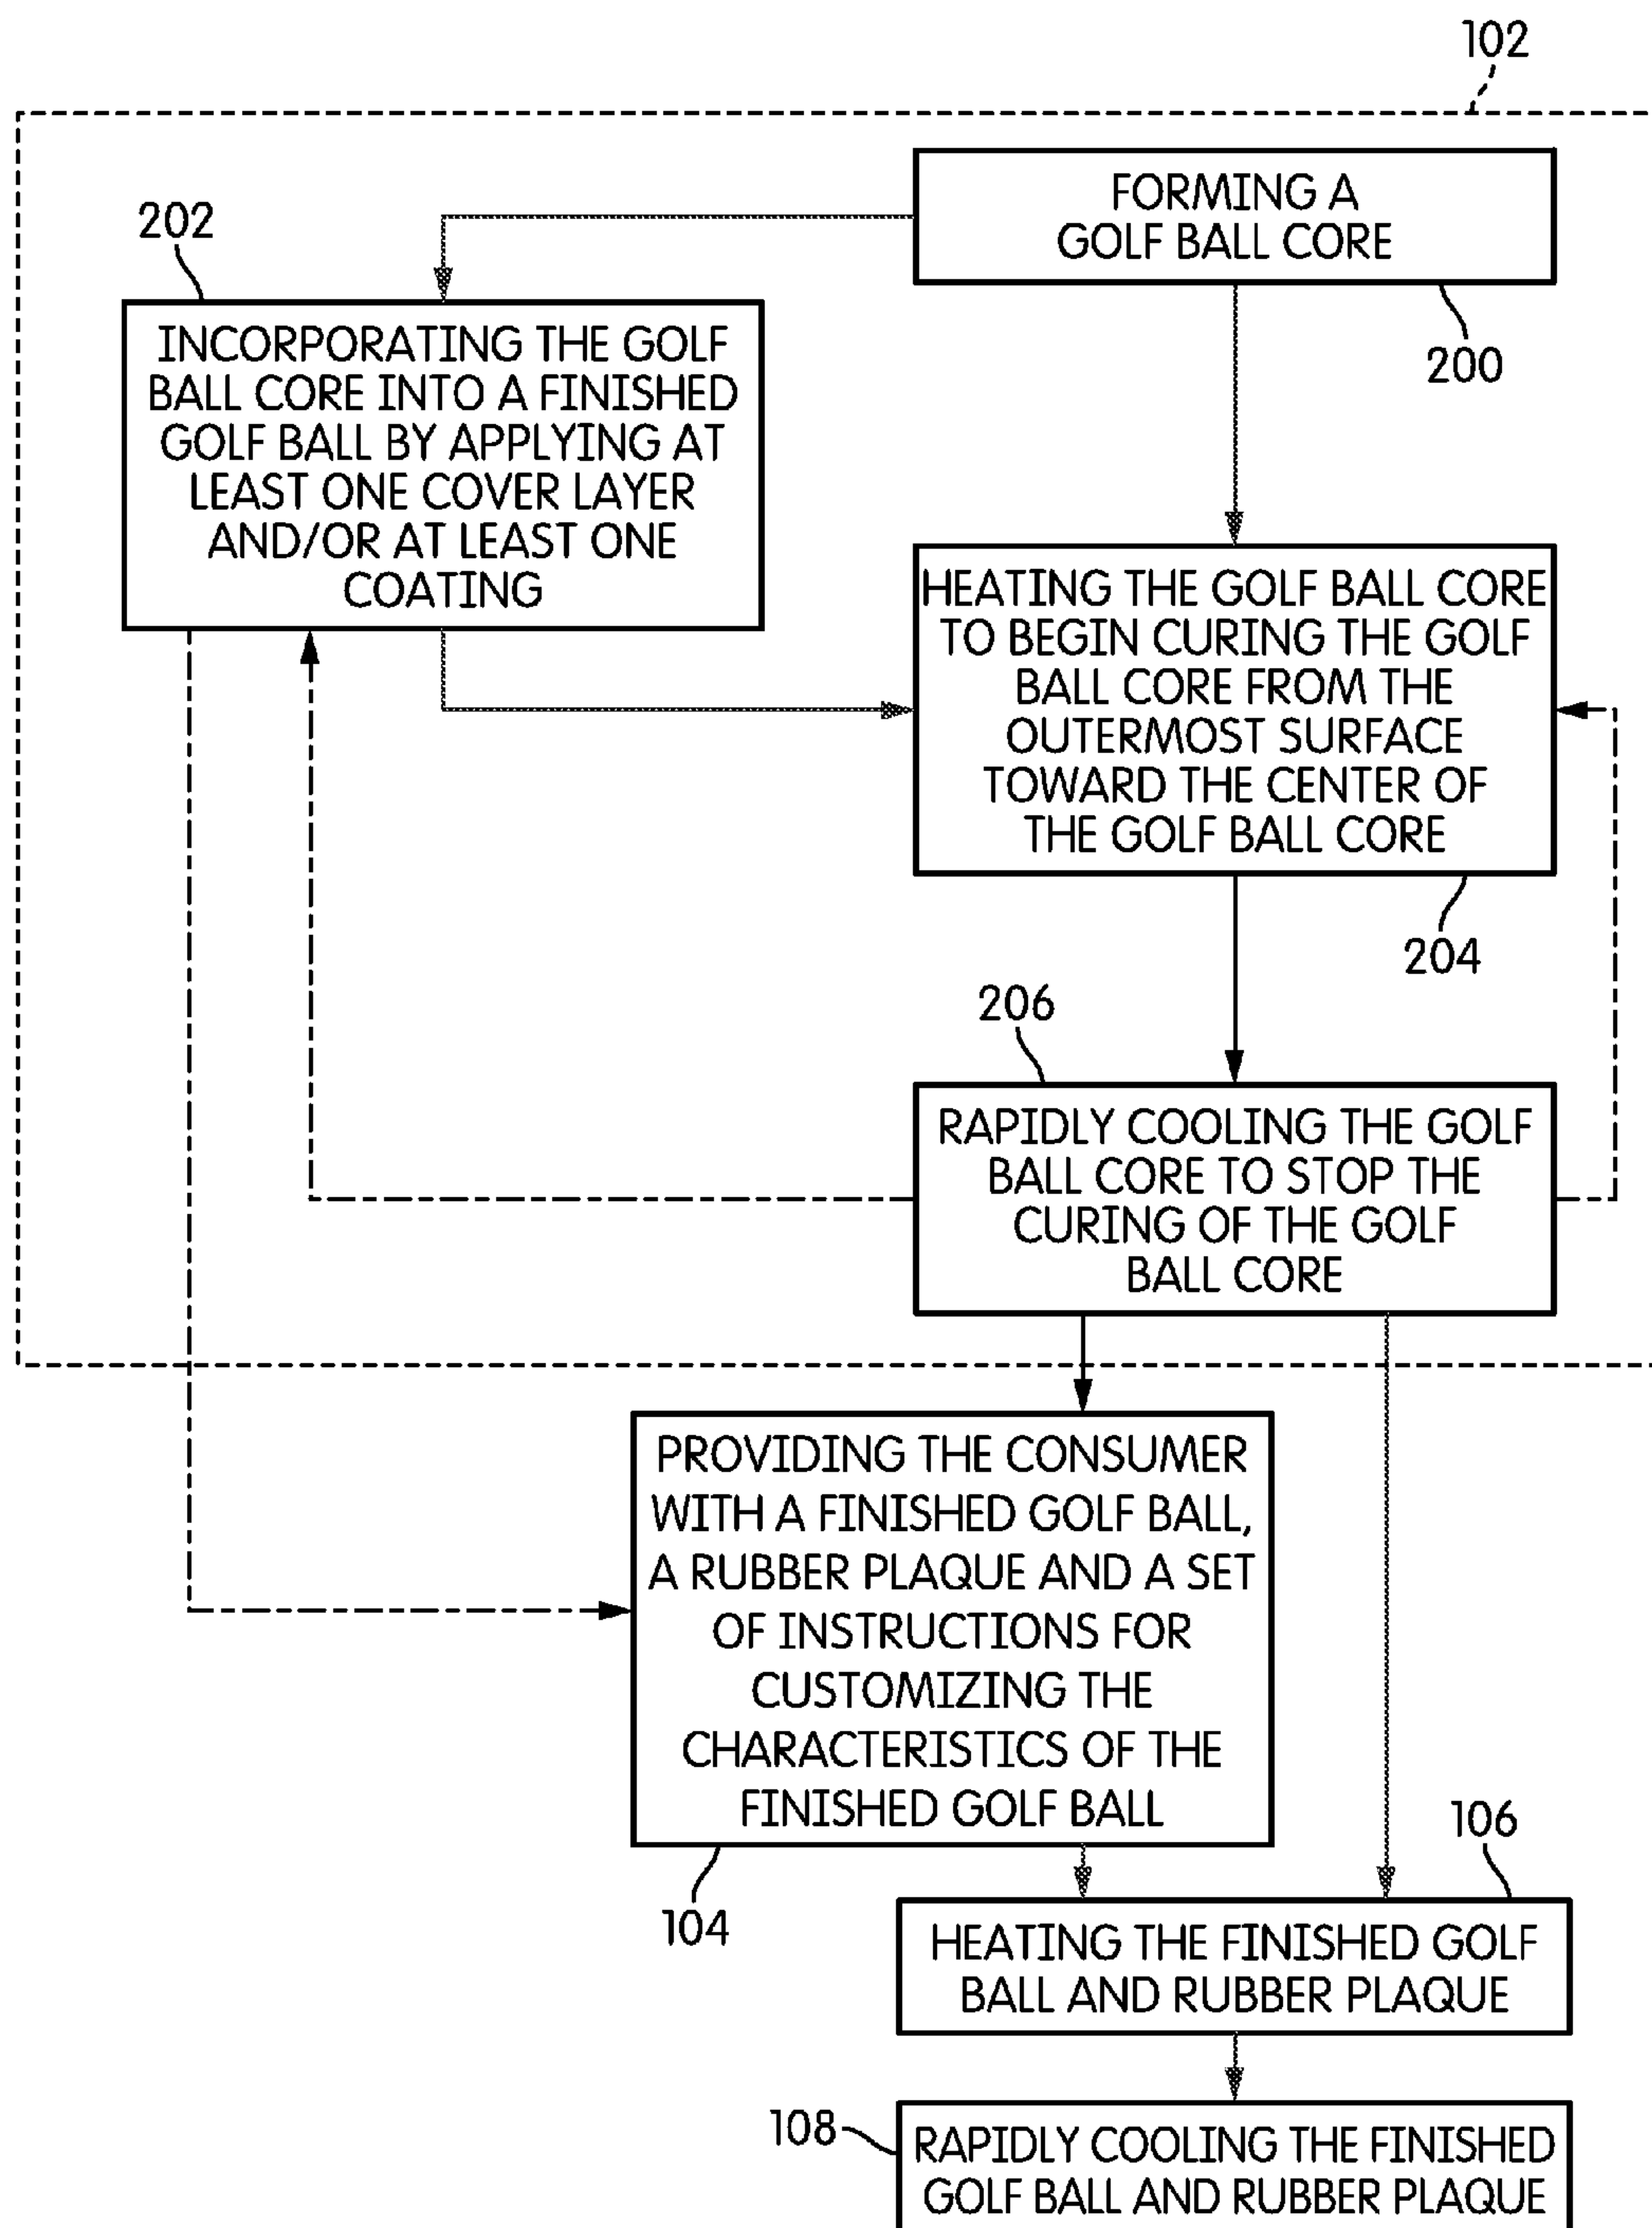 102
FORMING A
GOLF BALL CORE
200
202
INCORPORATING THE GOLF
BALL CORE INTO A FINISHED
GOLF BALL BY APPLYING AT
LEAST ONE COVER LAYER
AND/OR AT LEAST ONE
COATING
HEATING THE GOLF BALL CORE
TO BEGIN CURING THE GOLF
BALL CORE FROM THE
OUTERMOST SURFACE
TOWARD THE CENTER OF
THE GOLF BALL CORE
204
206
RAPIDLY COOLING THE GOLF
BALL CORE TO STOP THE
CURING OF THE GOLF
BALL CORE
PROVIDING THE CONSUMER
WITH A FINISHED GOLF BALL,
A RUBBER PLAQUE AND A SET
OF INSTRUCTIONS FOR
CUSTOMIZING THE
CHARACTERISTICS OF THE
FINISHED GOLF BALL
104
106
HEATING THE FINISHED GOLF
BALL AND RUBBER PLAQUE
108
RAPIDLY COOLING THE FINISHED
GOLF BALL AND RUBBER PLAQUE